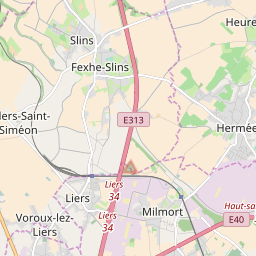 Slins
Heure
Fexhe-Slins
E313
lers-Saint-
Siméon
Hermée
Liers
34
Liers
Voroux-lez-
Liers
Liers
34
Milmort
Haut-sa
E40